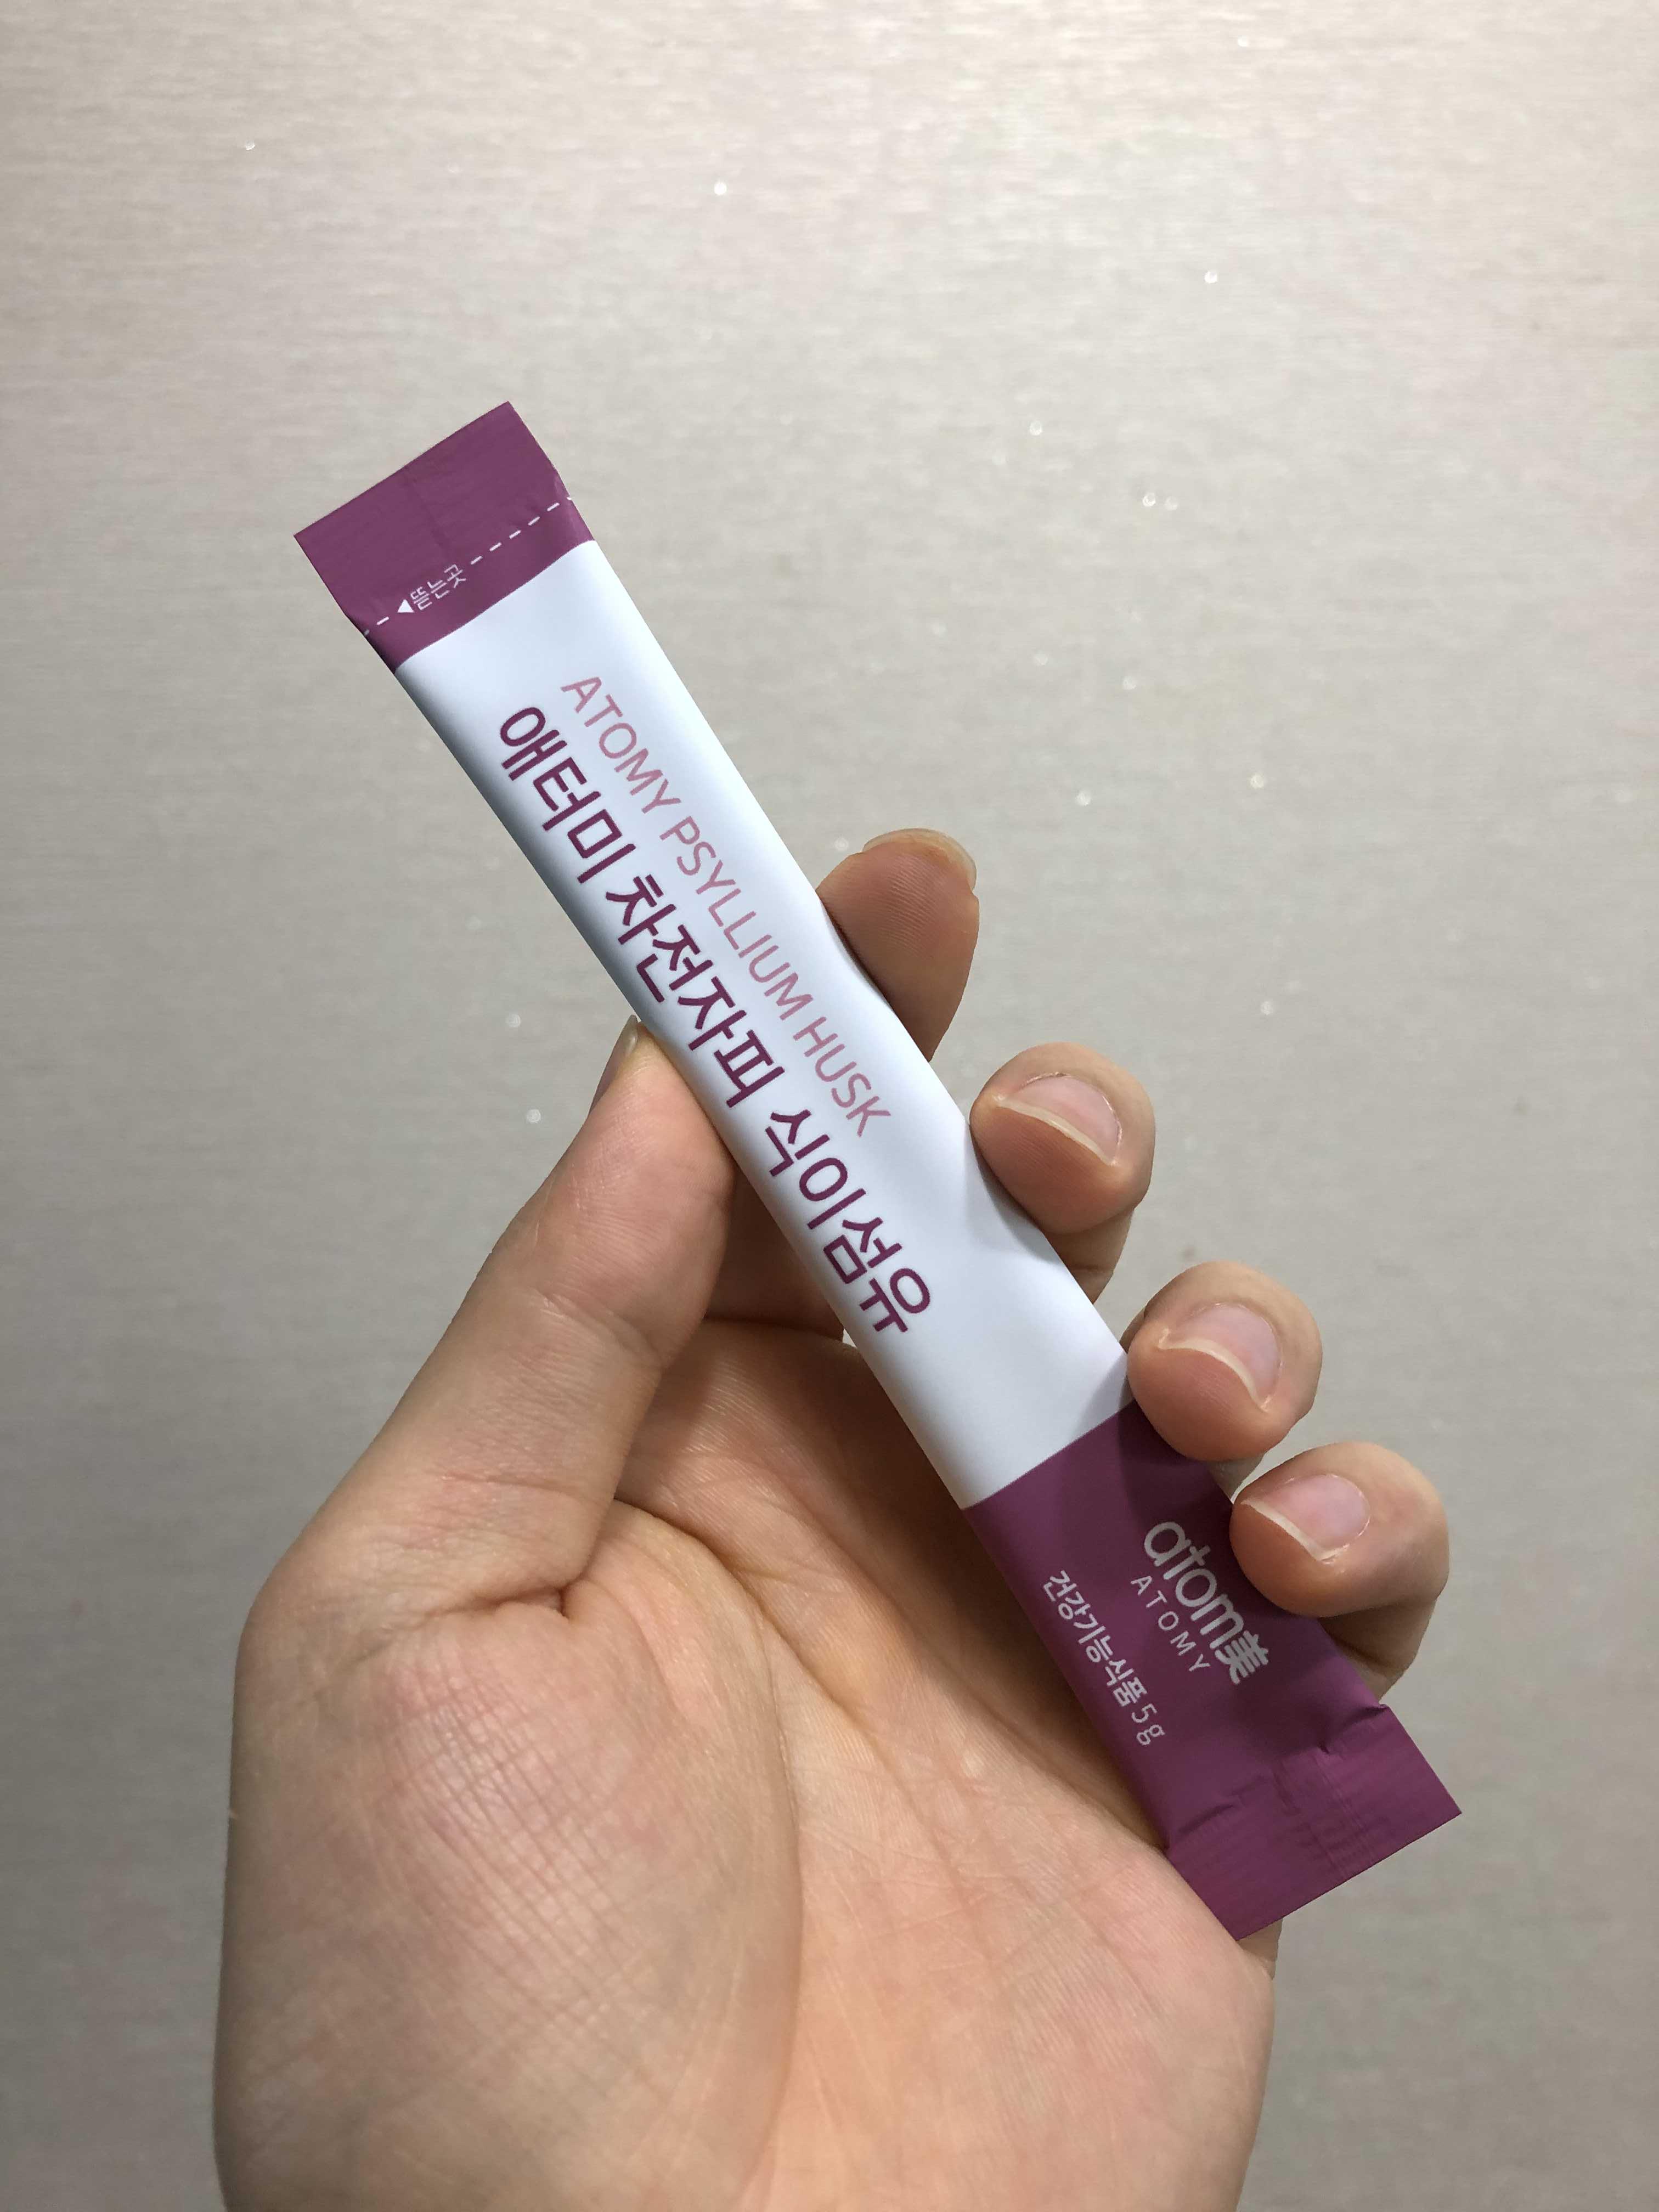 ◀뜯는곳
ATOMY PSYLLIUM HUSK
애터미 차전자피 식이섬유
atom美
ATOMY
건강기능식품 5g